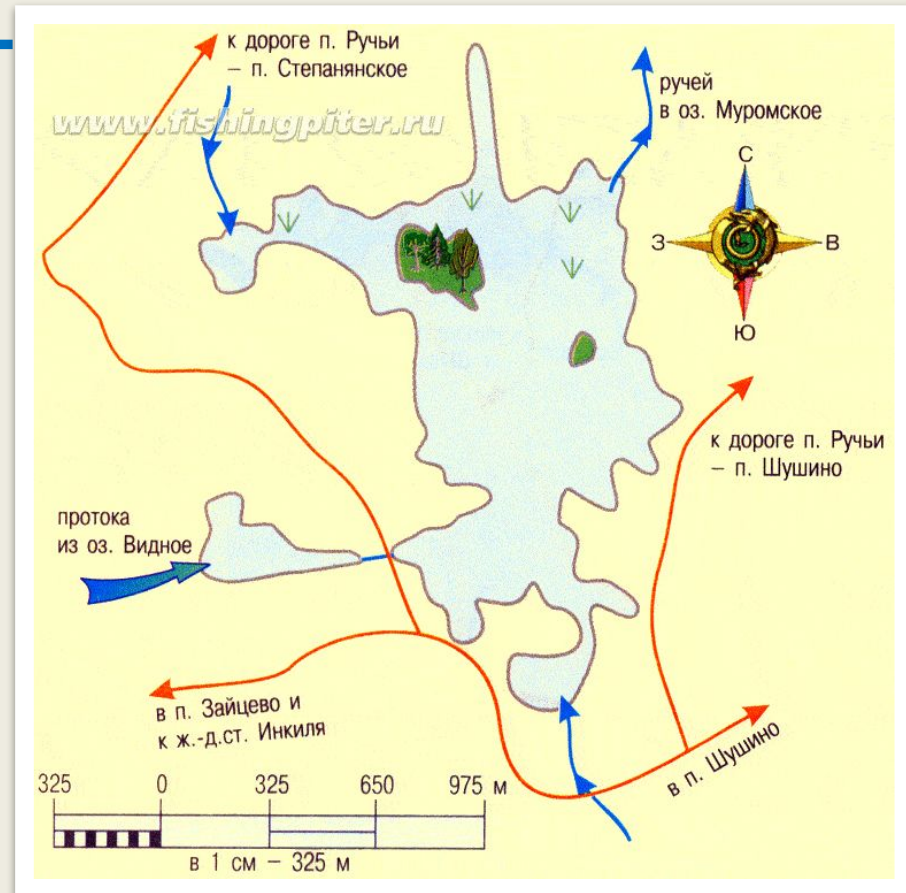 к дороге п. Ручьи
– п. Степанянское
www.fishingpiter.ru
ручей
в оз. Муромское
С
З
В
Ю
к дороге п. Ручьи
– п. Шушино
протока
из оз. Видное
в п. Зайцево и
к ж.-д.ст. Инкиля
в п. Шушино
325 0 325 650 975 м
в 1 см – 325 м